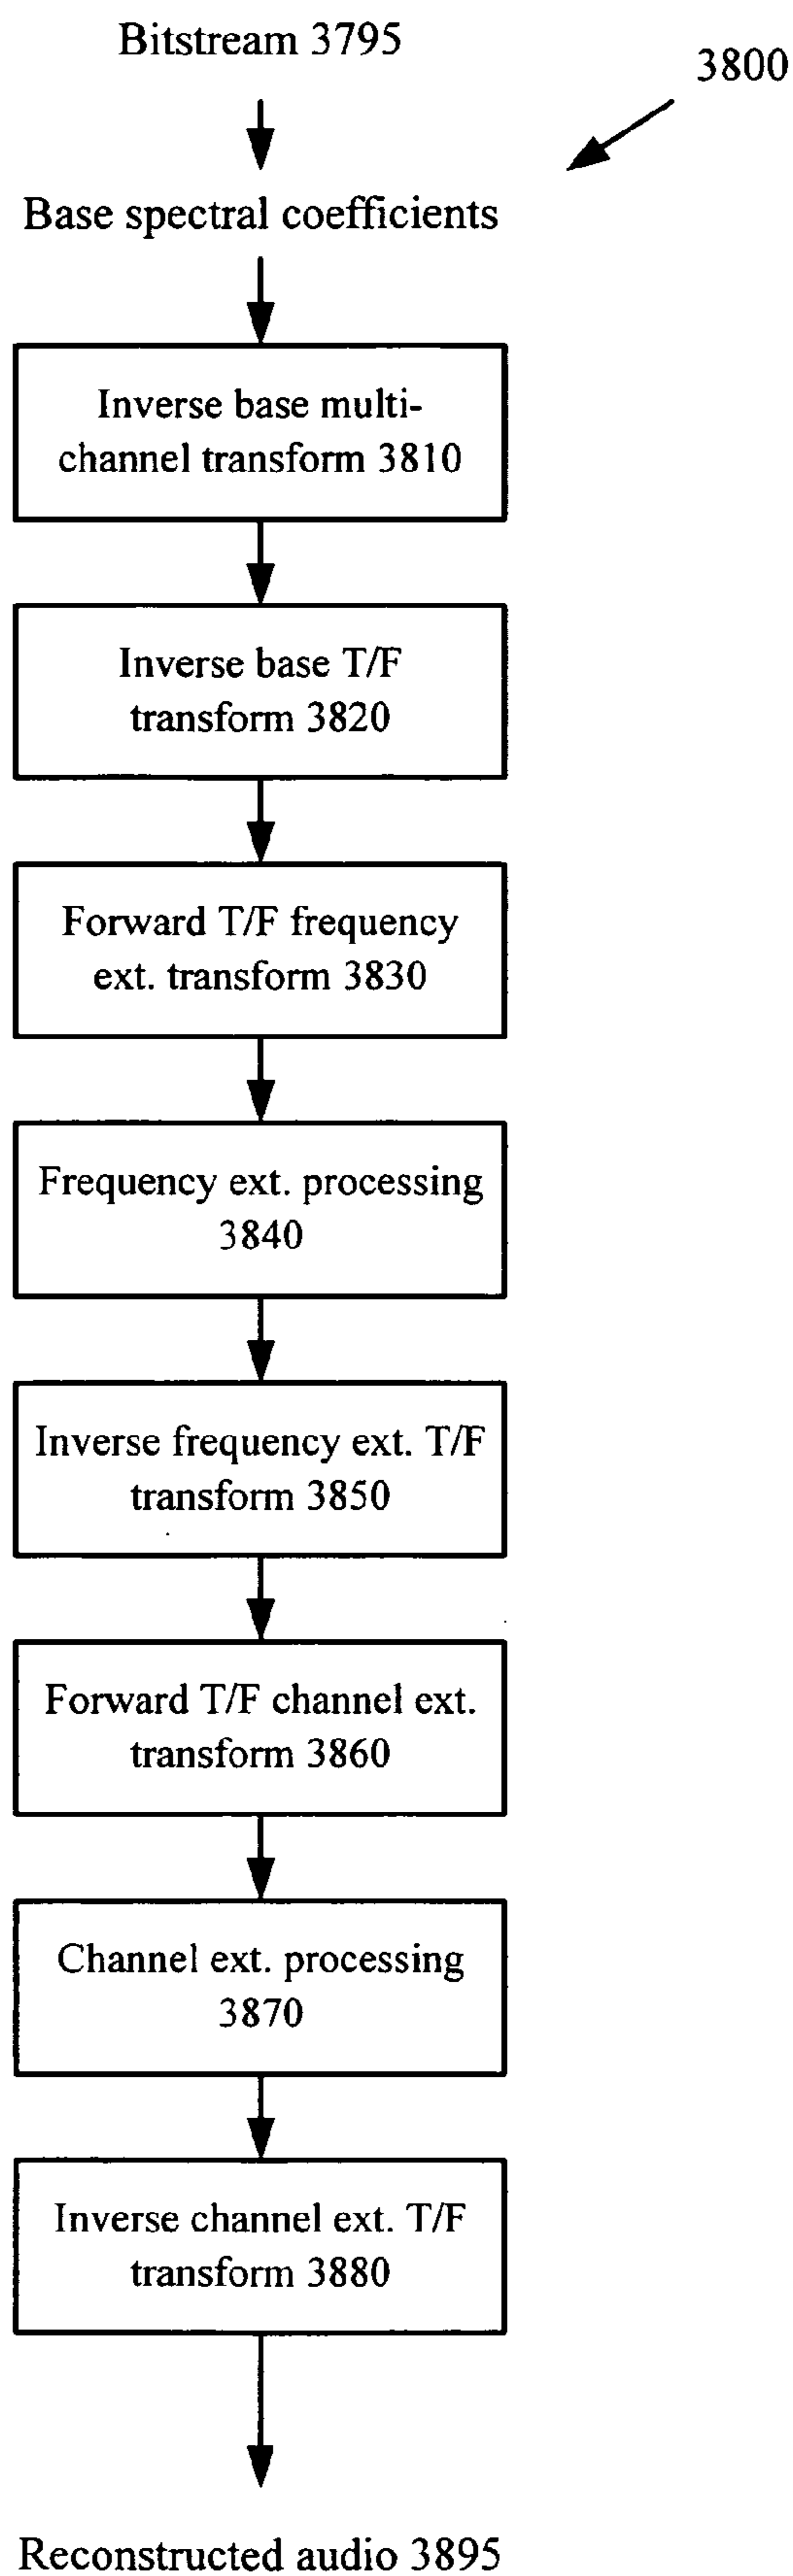 Bitstream 3795
3800
Base spectral coefficients
Inverse base multi-
channel transform 3810
Inverse base T/F
transform 3820
Forward T/F frequency
ext. transform 3830
Frequency ext. processing
3840
Inverse frequency ext. T/F
transform 3850
Forward T/F channel ext.
transform 3860
Channel ext. processing
3870
Inverse channel ext. T/F
transform 3880
Reconstructed audio 3895